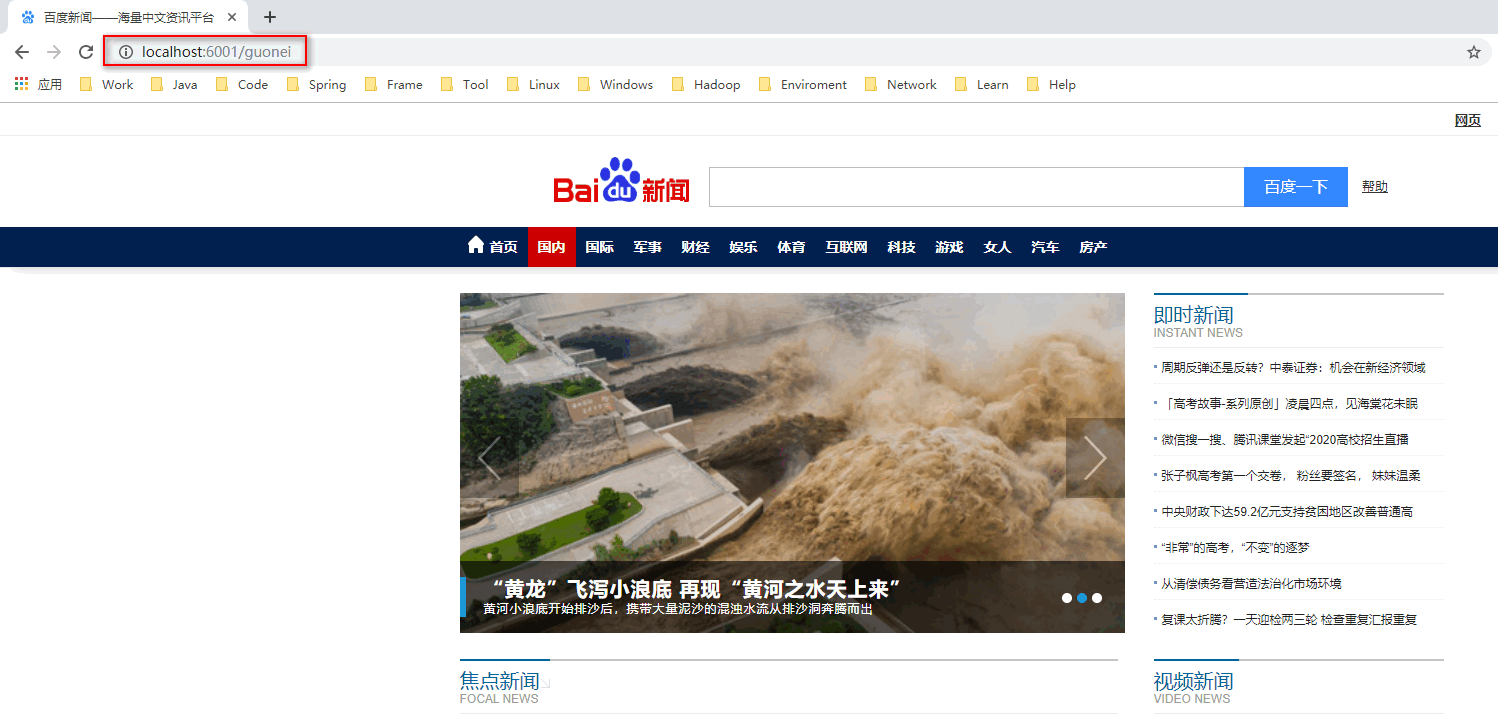 百度新闻——海量中文资讯平台
localhost:6001/guonei
应用 Work Java Code Spring Frame Tool Linux Windows Hadoop Enviroment Network Learn Help
网页
Baidu新闻 百度一下 帮助
首页 国内 国际 军事 财经 娱乐 体育 互联网 科技 游戏 女人 汽车 房产
“黄龙”飞泻小浪底 再现“黄河之水天上来”
黄河小浪底开始排沙后，携带大量泥沙的混浊水流从排沙洞奔腾而出
即时新闻
INSTANT NEWS
周期反弹还是反转？中泰证券：机会在新经济领域
「高考故事-系列原创」凌晨四点，见海棠花未眠
微信搜一搜、腾讯课堂发起“2020高校招生直播
张子枫高考第一个交卷， 粉丝要签名， 妹妹温柔
中央财政下达59.2亿元支持贫困地区改善普通高
“非常”的高考，“不变”的逐梦
从清偿债务看营造法治化市场环境
复课太折腾？一天迎检两三轮 检查重复汇报重复
焦点新闻
FOCAL NEWS
视频新闻
VIDEO NEWS